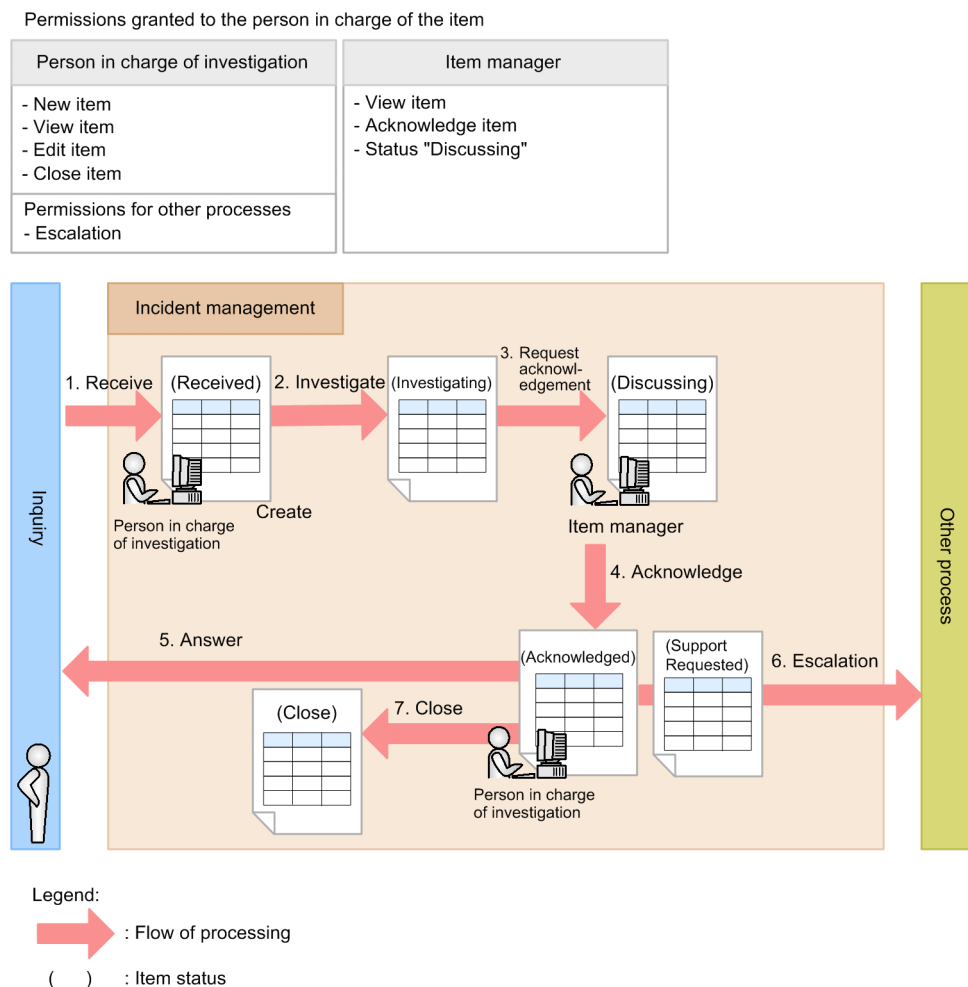 Permissions granted to the person in charge of the item
Person in charge of investigation
Item manager
- New item
- View item
- Edit item
- Close item
- View item
- Acknowledge item
- Status "Discussing"
Permissions for other processes
- Escalation
Incident management
Inquiry
Other process
1. Receive
(Received)
2. Investigate
(Investigating)
3. Request
acknowl-
edgement
(Discussing)
Create
Person in charge
of investigation
Item manager
4. Acknowledge
5. Answer
(Acknowledged)
(Support
Requested)
6. Escalation
(Close)
7. Close
Person in charge
of investigation
Legend:
: Flow of processing
( ) : Item status